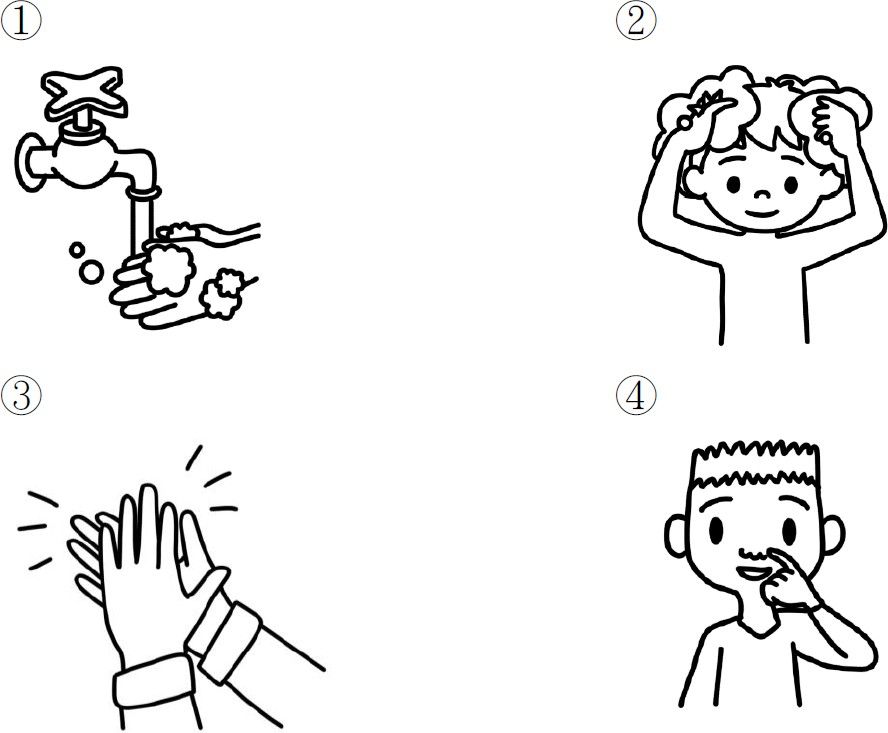 ①
②
③
④